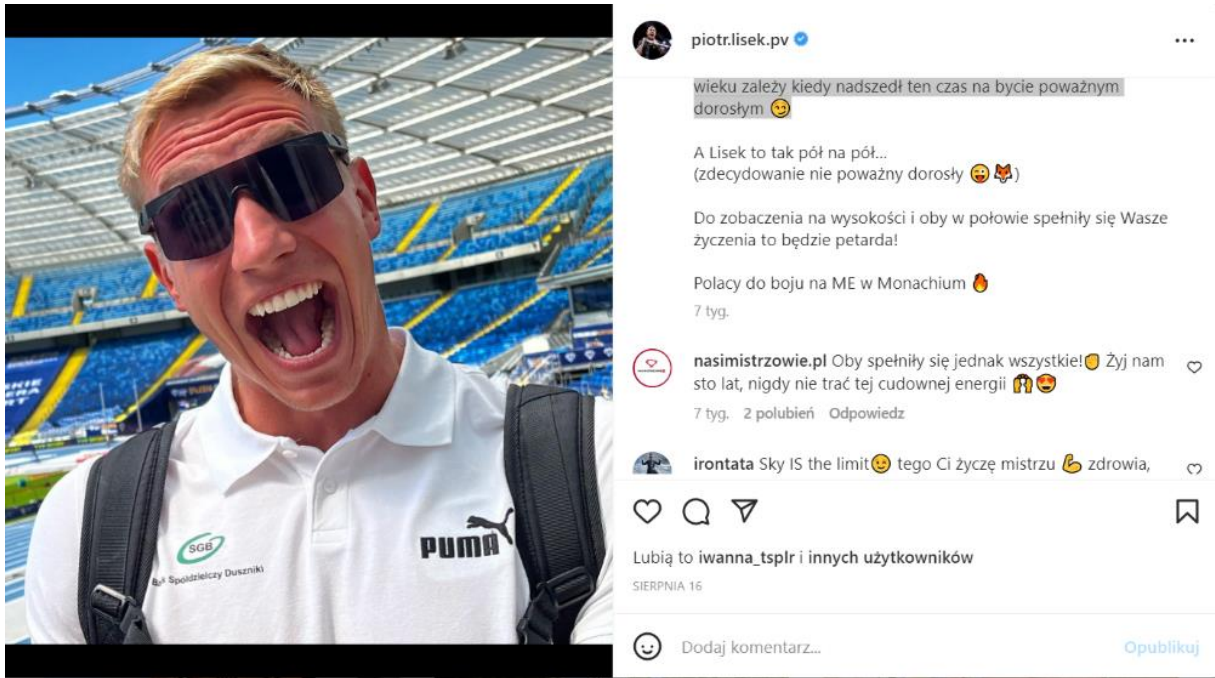 piotr.lisek.pv
wieku zależy kiedy nadszedł ten czas na bycie poważnym
dorosłym 😏
A Lisek to tak pół na pół...
(zdecydowanie nie poważny dorosły 😜🦊)
Do zobaczenia na wysokości i oby w połowie spełniły się Wasze
życzenia to będzie petarda!
Polacy do boju na ME w Monachium 🔥
7 tyg.
nasimistrzowie.pl Oby spełniły się jednak wszystkie!✊ Żyj nam
sto lat, nigdy nie trać tej cudownej energii 🙌😍
7 tyg. 2 polubień Odpowiedz
irontata Sky IS the limit😉 tego Ci życzę mistrzu 💪 zdrowia,
Lubią to iwanna_tsplr i innych użytkowników
SIERPNIA 16
Dodaj komentarz...
Opublikuj
SGB
Bank Spółdzielczy Duszniki
PUMA